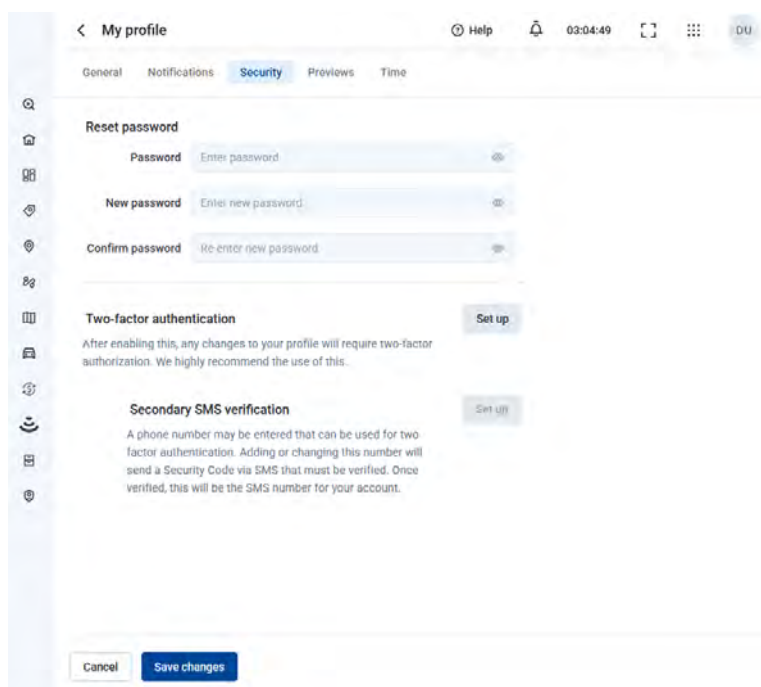 My profile
Help
03:04:49
DU
General Notifications Security Previews Time
Reset password
Password Enter password
New password Enter new password
Confirm password Re enter new password
Two-factor authentication Set up
After enabling this, any changes to your profile will require two-factor
authorization. We highly recommend the use of this.
Secondary SMS verification Set up
A phone number may be entered that can be used for two
factor authentication. Adding or changing this number will
send a Security Code via SMS that must be verified. Once
verified, this will be the SMS number for your account.
Cancel Save changes